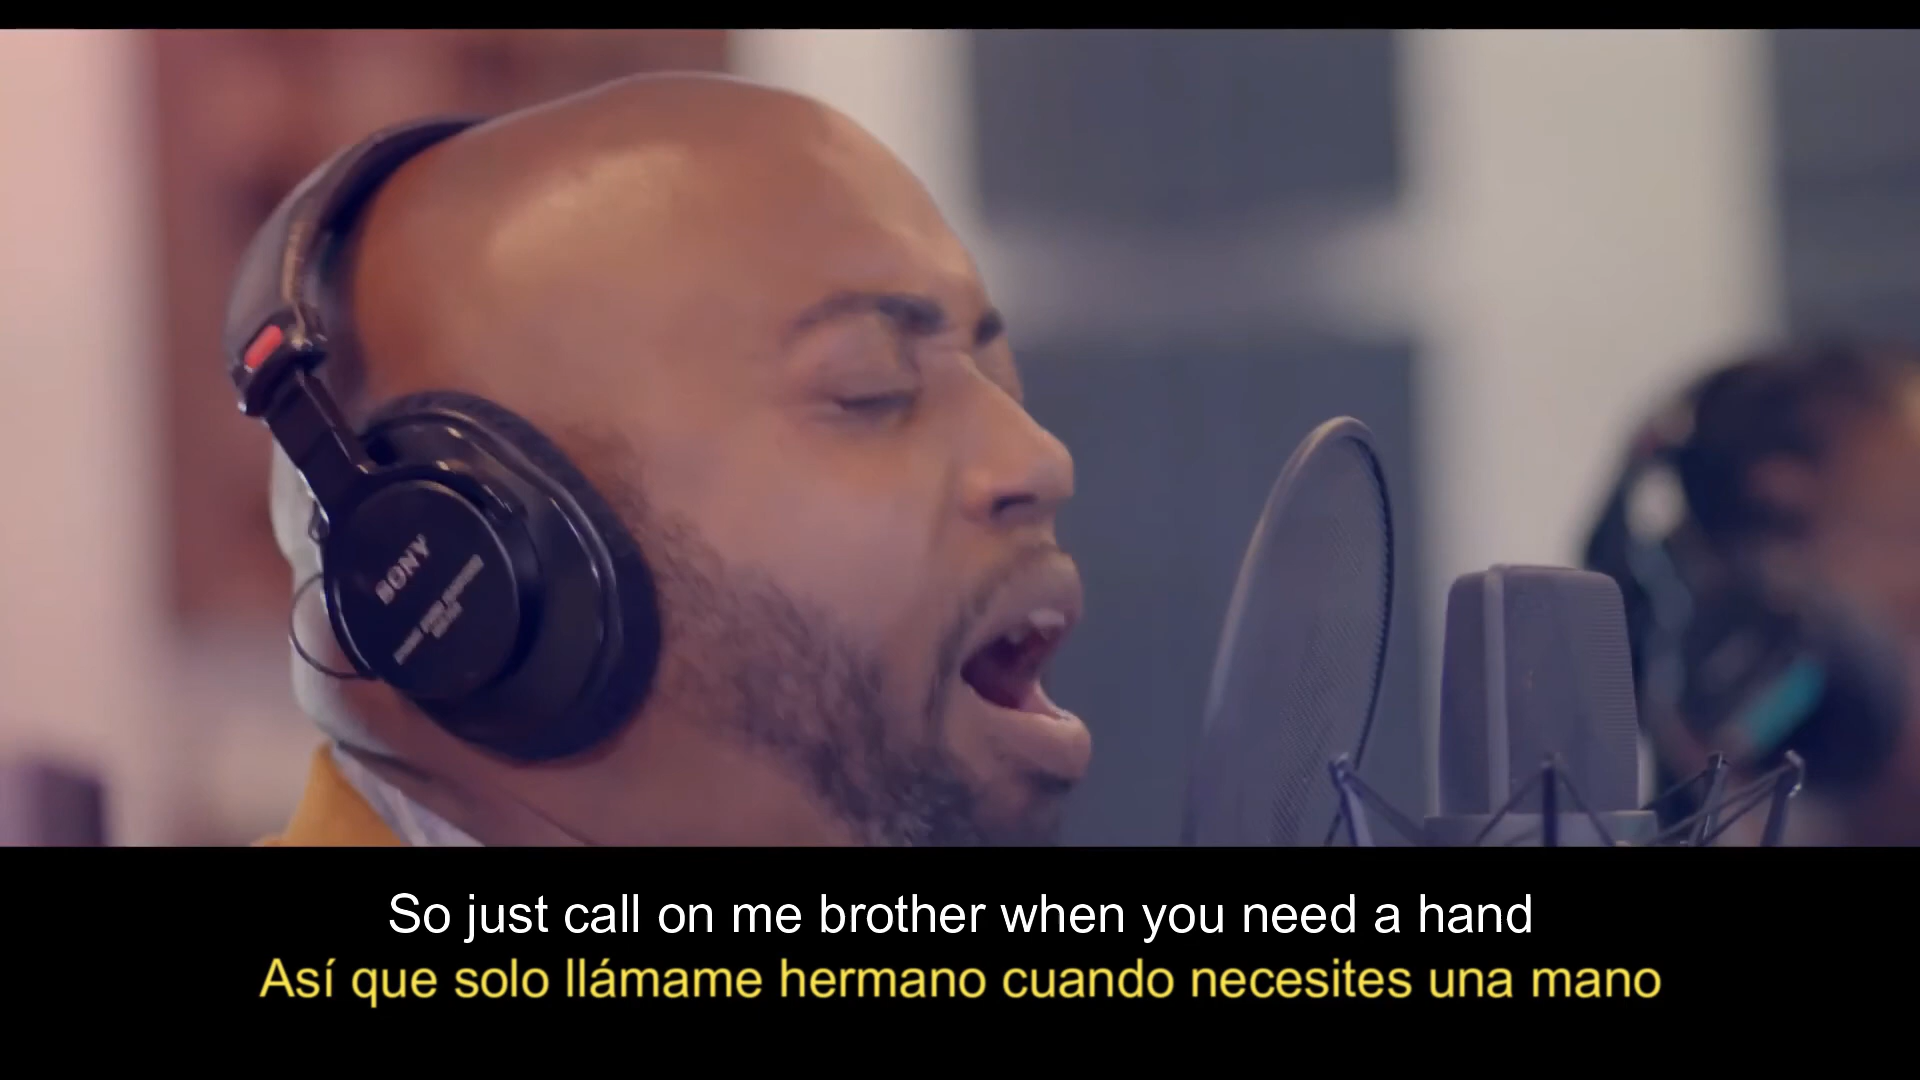 SONY
So just call on me brother when you need a hand
Así que solo llámame hermano cuando necesites una mano